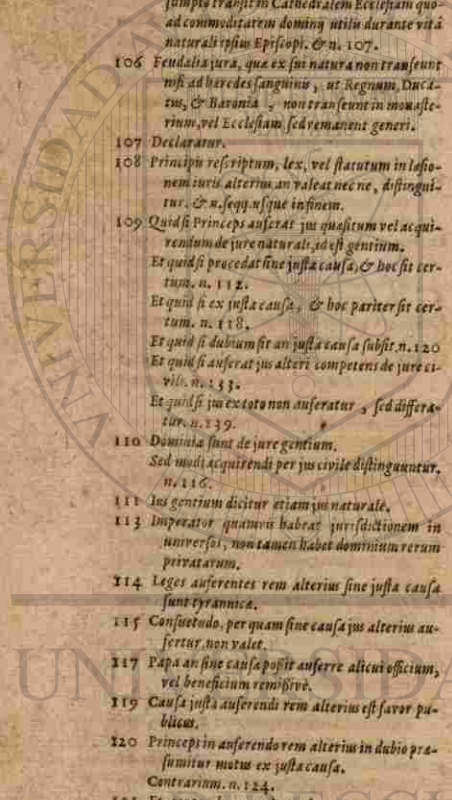 sumpto transit in Cathedralem Ecclesiam quo-
ad commoditatem dominij utilis durante vitâ
naturali ipsius Episcopi. & n. 107.
106 Feudalia jura, quæ ex sui natura non transeunt
nisi ad hæredes sanguinis, ut Regnum, Duca-
tus, & Baronia, non transeunt in monaste-
rium, vel Ecclesiam sed remanent generi.
107 Declaratur.
108 Principis rescriptum, lex, vel statutum in læsio-
nem iuris alterius an valeat nec ne, distingui-
tur. & n. seqq. usque in finem.
109 Quid si Princeps auferat jus quæsitum vel acqui-
rendum de jure naturali, id est gentium.
Et quid si procedat sine justa causa, & hoc sit cer-
tum. n. 112.
Et quid si ex justa causa, & hoc pariter sit cer-
tum. n. 118.
Et quid si dubium sit an justa causa subsit. n. 120
Et quid si auferat jus alteri competens de jure ci-
vili. n. 133.
Et quid si jus ex toto non auferatur, sed differa-
tur. n. 139.
110 Dominia sunt de jure gentium.
Sed modi acquirendi per jus civile distinguuntur.
n. 116.
111 Ius gentium dicitur etiam jus naturale.
113 Imperator quamvis habeat jurisdictionem in
universos, non tamen habet dominium rerum
privatarum.
114 Leges auferentes rem alterius sine justa causa
sunt tyrannicæ.
115 Consuetudo, per quam sine causa jus alterius au-
fertur, non valet.
117 Papa an sine causa possit auferre alicui officium,
vel beneficium remissivè.
119 Causa justa auferendi rem alterius est favor pu-
blicus.
120 Princeps in auferendo rem alterius in dubio præ-
sumitur motus ex justa causa.
Contrarium. n. 124.